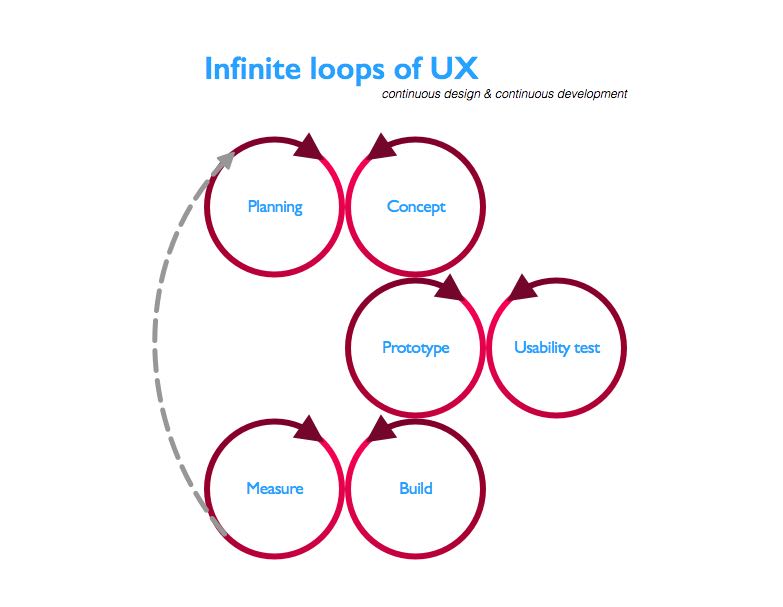 Infinite loops of UX
continuous design & continuous development
Planning
Concept
Prototype
Usability test
Measure
Build